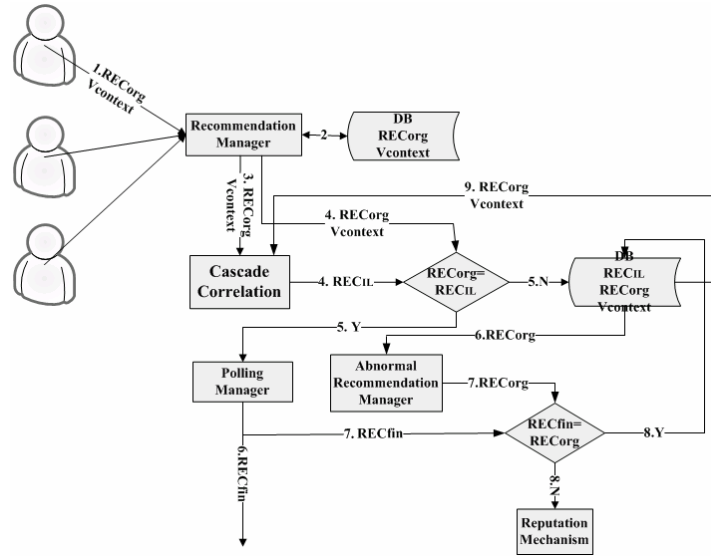 1.RECorg
Vcontext
Recommendation
Manager
2
DB
RECorg
Vcontext
3. RECorg
Vcontext
4. RECorg
Vcontext
9. RECorg
Vcontext
Cascade
Correlation
4. RECIL
RECorg=
RECIL
5.N
DB
RECIL
RECorg
Vcontext
5. Y
6.RECorg
Polling
Manager
Abnormal
Recommendation
Manager
7.RECorg
RECfin=
RECorg
8.Y
7. RECfin
6.RECfin
8.N
Reputation
Mechanism